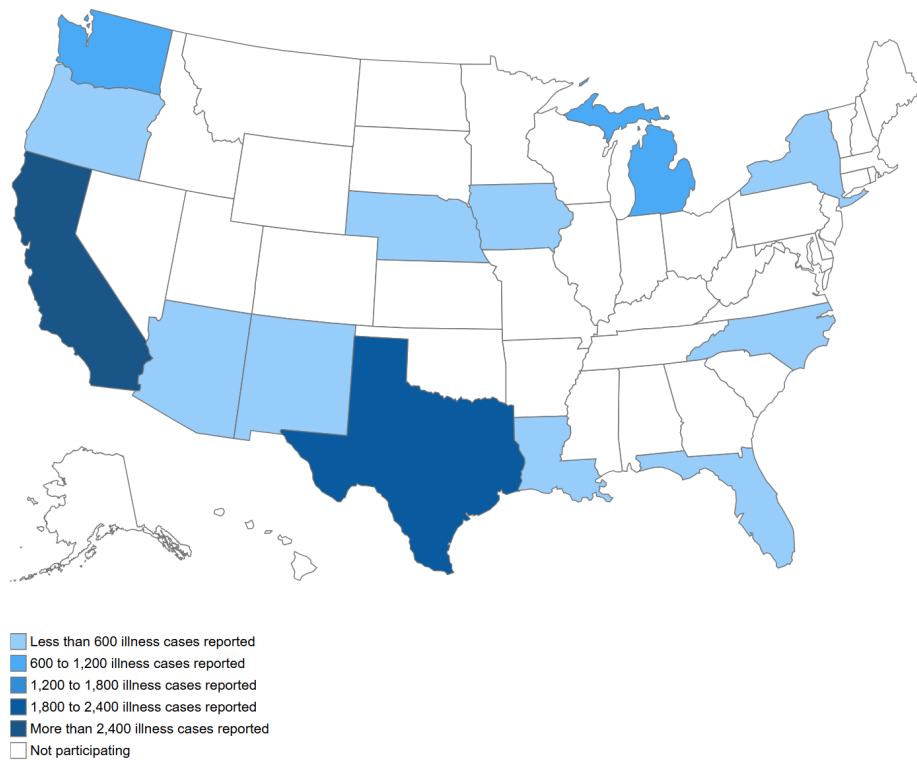 Less than 600 illness cases reported
600 to 1,200 illness cases reported
1,200 to 1,800 illness cases reported
1,800 to 2,400 illness cases reported
More than 2,400 illness cases reported
Not participating